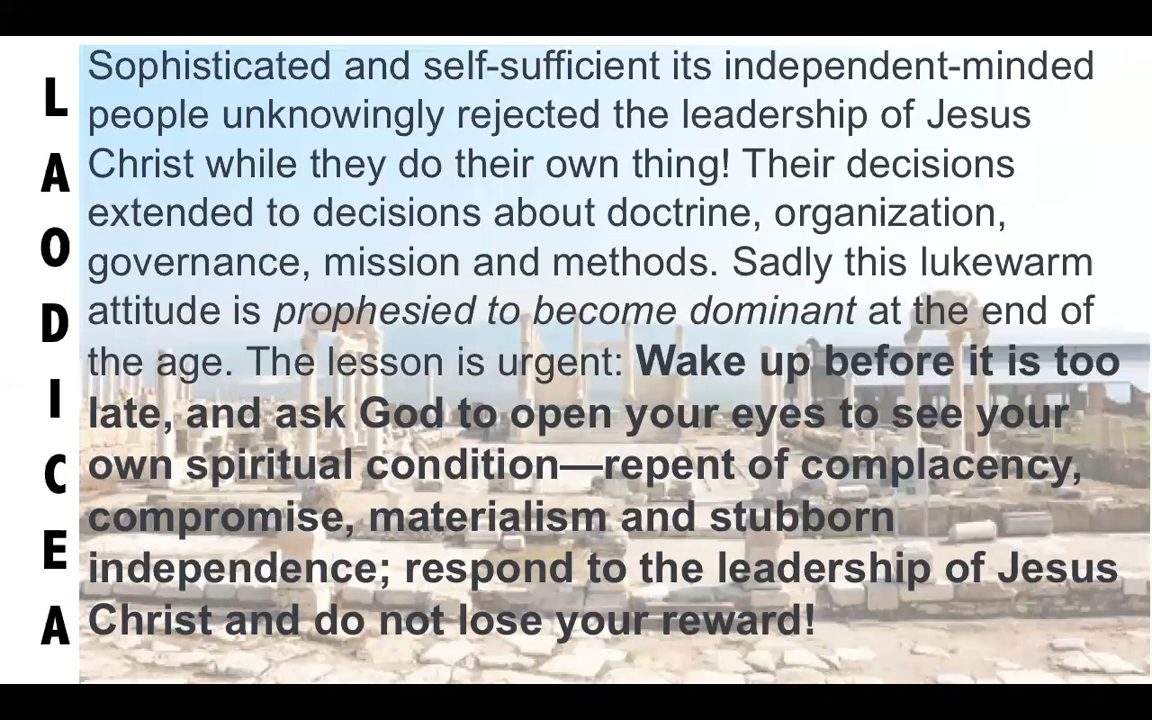 LAODICEA
Sophisticated and self-sufficient its independent-minded
people unknowingly rejected the leadership of Jesus
Christ while they do their own thing! Their decisions
extended to decisions about doctrine, organization,
governance, mission and methods. Sadly this lukewarm
attitude is prophesied to become dominant at the end of
the age. The lesson is urgent: Wake up before it is too
late, and ask God to open your eyes to see your
own spiritual condition—repent of complacency,
compromise, materialism and stubborn
independence; respond to the leadership of Jesus
Christ and do not lose your reward!